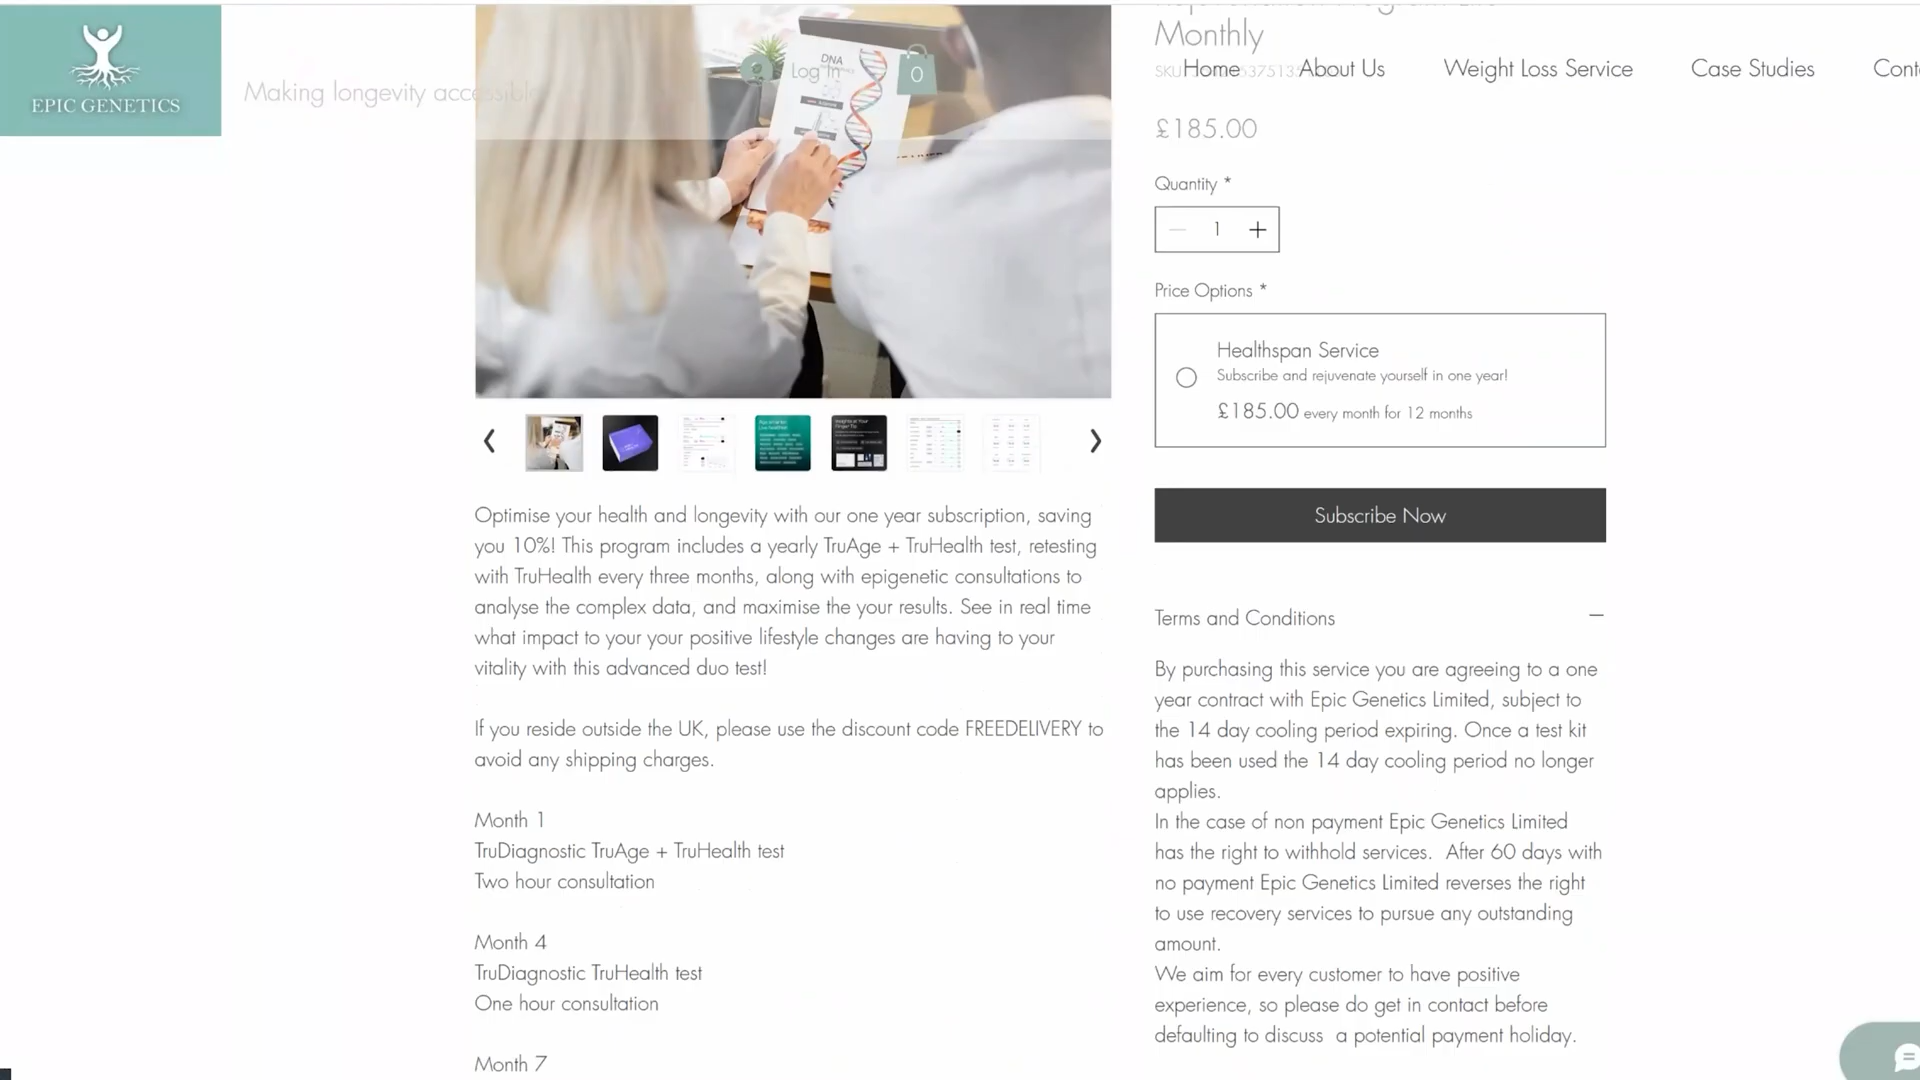 EPIC GENETICS
Making longevity accessible
Log In
0
DNA
Monthly
Home
About Us
Weight Loss Service
Case Studies
£185.00
Quantity *
1
Price Options *
Healthspan Service
Subscribe and rejuvenate yourself in one year!
£185.00 every month for 12 months
Subscribe Now
Optimise your health and longevity with our one year subscription, saving
you 10%! This program includes a yearly TruAge + TruHealth test, retesting
with TruHealth every three months, along with epigenetic consultations to
analyse the complex data, and maximise the your results. See in real time
what impact to your your positive lifestyle changes are having to your
vitality with this advanced duo test!
If you reside outside the UK, please use the discount code FREEDELIVERY to
avoid any shipping charges.
Month 1
TruDiagnostic TruAge + TruHealth test
Two hour consultation
Month 4
TruDiagnostic TruHealth test
One hour consultation
Month 7
Terms and Conditions
By purchasing this service you are agreeing to a one
year contract with Epic Genetics Limited, subject to
the 14 day cooling period expiring. Once a test kit
has been used the 14 day cooling period no longer
applies.
In the case of non payment Epic Genetics Limited
has the right to withhold services. After 60 days with
no payment Epic Genetics Limited reverses the right
to use recovery services to pursue any outstanding
amount.
We aim for every customer to have positive
experience, so please do get in contact before
defaulting to discuss a potential payment holiday.